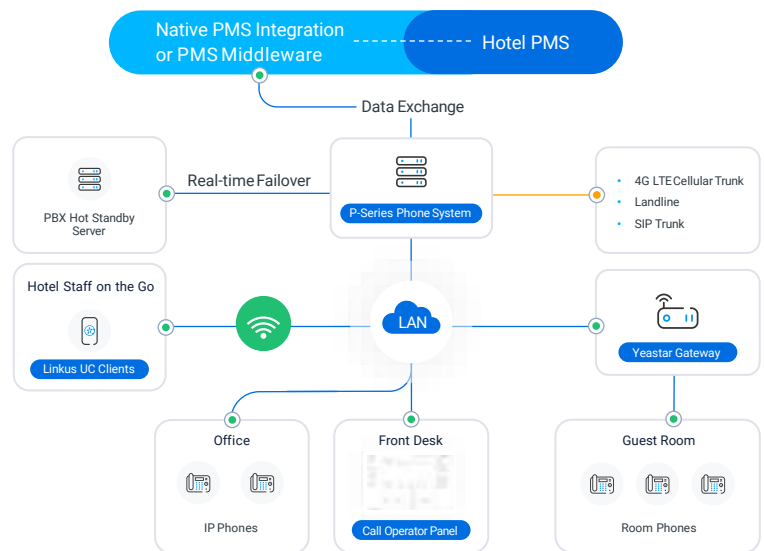 Native PMS Integration
or PMS Middleware
Hotel PMS
Data Exchange
Real-time Failover
PBX Hot Standby
Server
P-Series Phone System
4G LTE Cellular Trunk
Landline
SIP Trunk
Hotel Staff on the Go
Linkus UC Clients
LAN
Yeastar Gateway
Office
IP Phones
Front Desk
Call Operator Panel
Guest Room
Room Phones